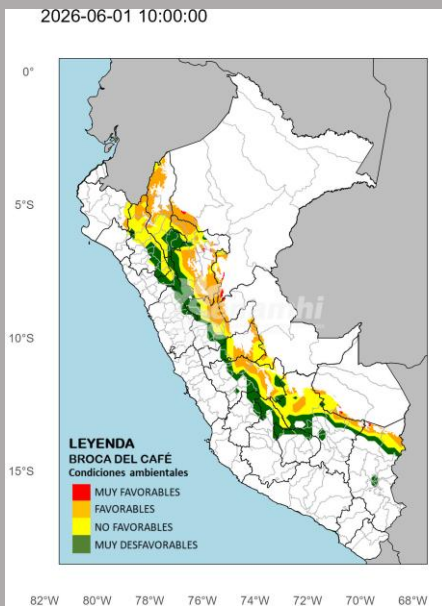 2026-06-01 10:00:00
0°
5°S
10°S
15°S
senamhi
LEYENDA
BROCA DEL CAFÉ
Condiciones ambientales
MUY FAVORABLES
FAVORABLES
NO FAVORABLES
MUY DESFAVORABLES
82°W 80°W 78°W 76°W 74°W 72°W 70°W 68°W